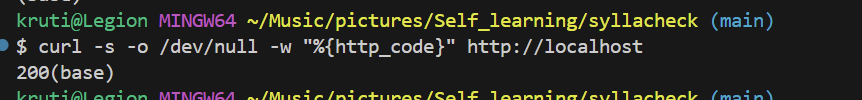 (base)
kruti@Legion MINGW64 ~/Music/pictures/Self_learning/syllacheck (main)
$ curl -s -o /dev/null -w "%{http_code}" http://localhost
200(base)
kruti@Legion MINGW64 ~/Music/pictures/Self_learning/syllacheck (main)